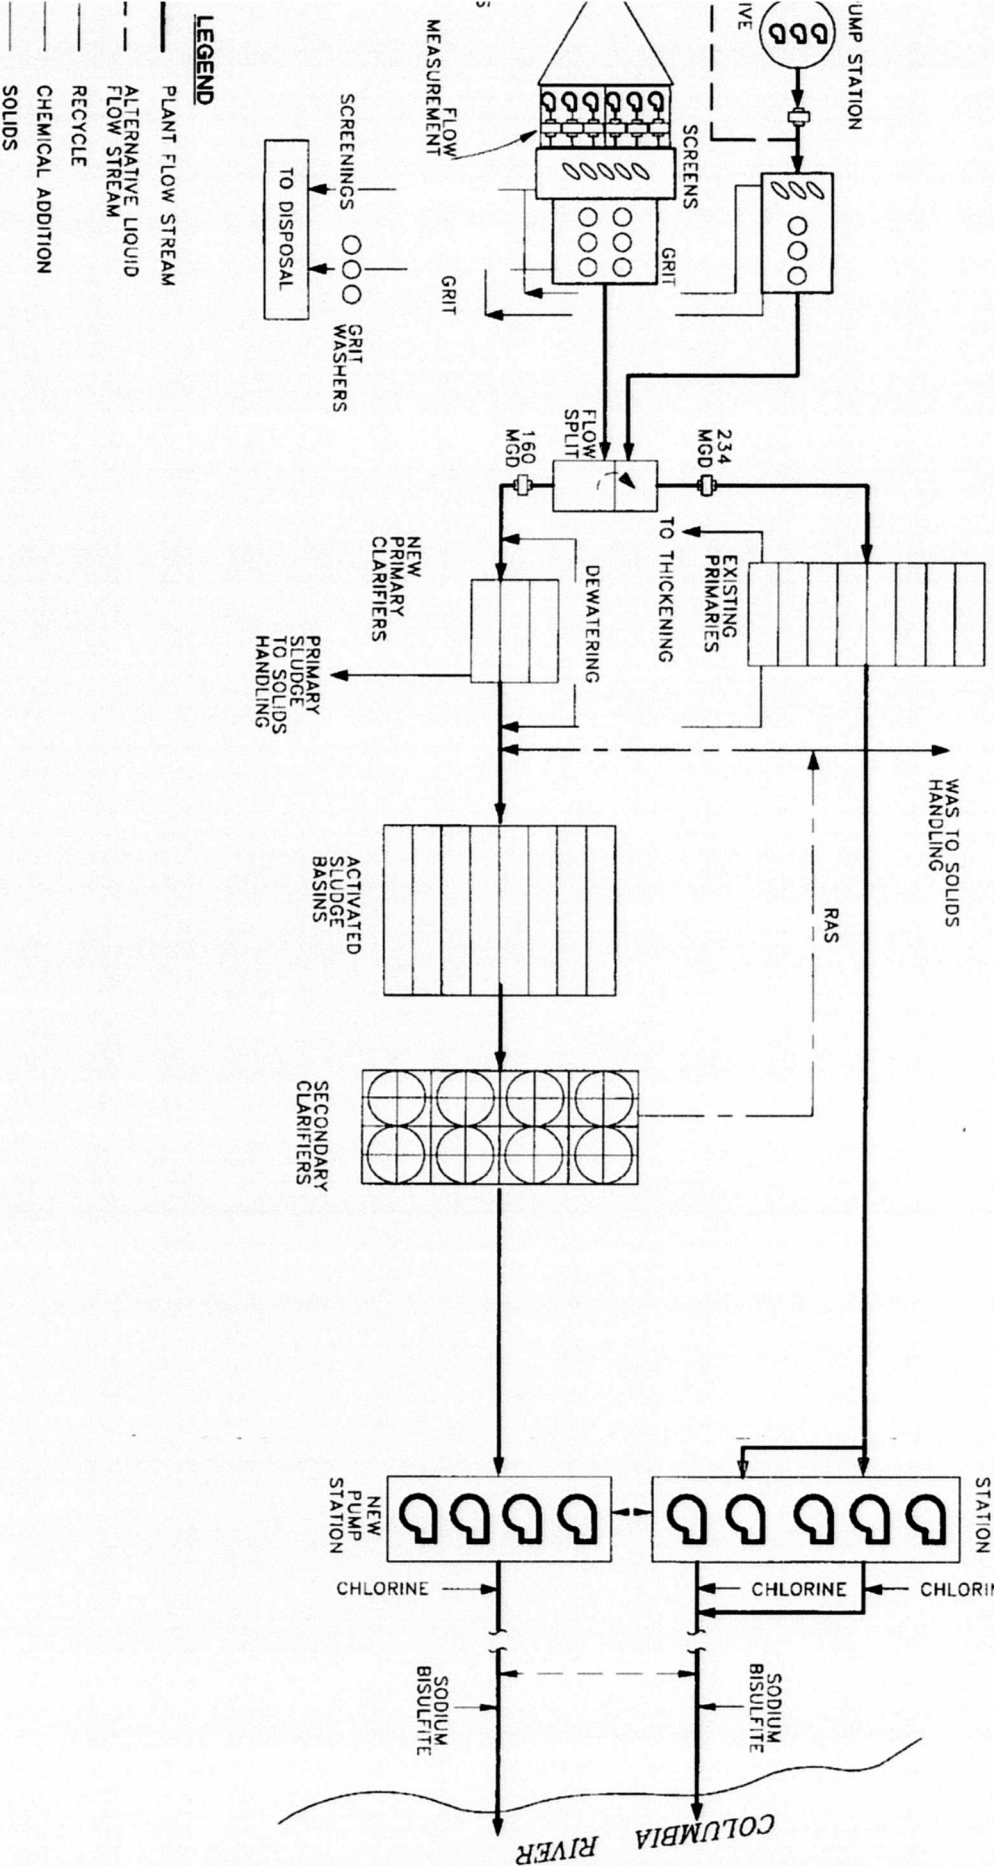 PUMP STATION
IVE
S
FLOW
MEASUREMENT
SCREENS
SCREENINGS
GRIT
GRIT
TO DISPOSAL
GRIT
WASHERS
FLOW
SPLIT
234
MGD
160
MGD
EXISTING
PRIMARIES
TO THICKENING
DEWATERING
NEW
PRIMARY
CLARIFIERS
PRIMARY
SLUDGE
TO SOLIDS
HANDLING
WAS TO SOLIDS
HANDLING
RAS
ACTIVATED
SLUDGE
BASINS
SECONDARY
CLARIFIERS
STATION
NEW
PUMP
STATION
CHLORINE
CHLORINE
CHLORIN
SODIUM
BISULFITE
SODIUM
BISULFITE
COLUMBIA RIVER
LEGEND
PLANT FLOW STREAM
ALTERNATIVE LIQUID
FLOW STREAM
RECYCLE
CHEMICAL ADDITION
SOLIDS